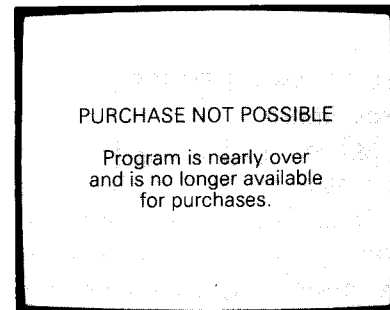 PURCHASE NOT POSSIBLE
Program is nearly over
and is no longer available
for purchases.